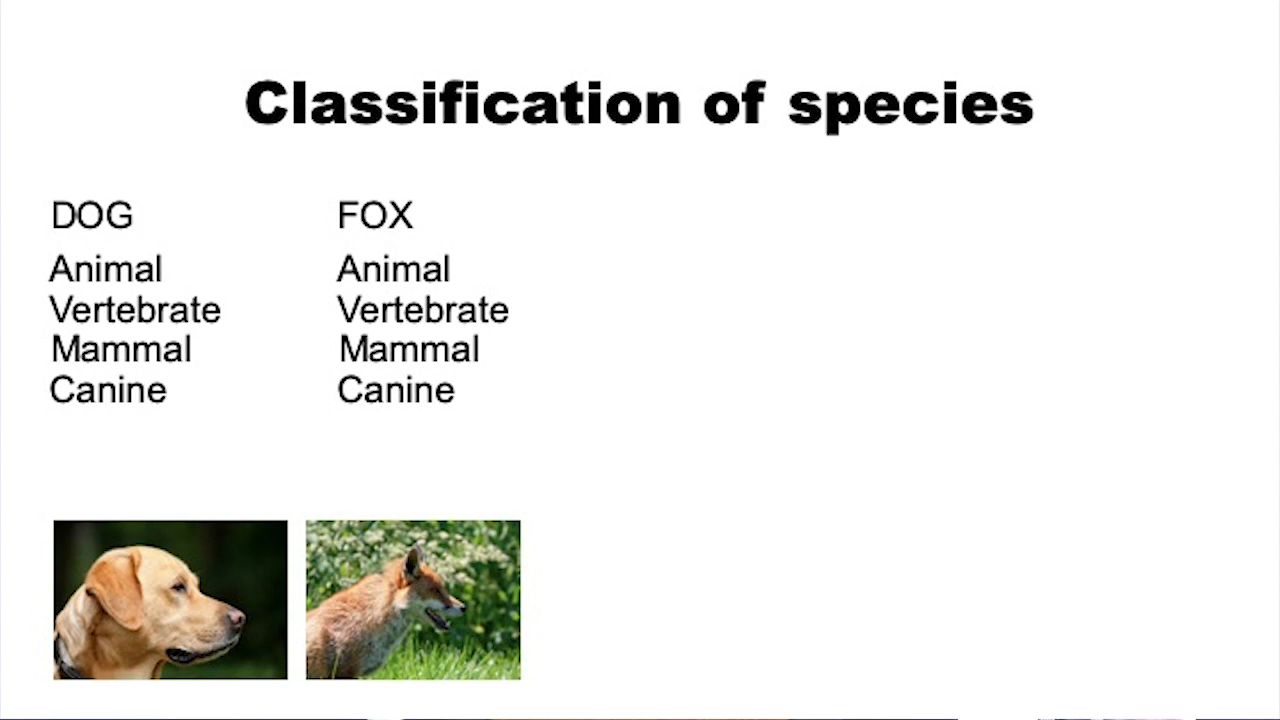 Classification of species
DOG
Animal
Vertebrate
Mammal
Canine
FOX
Animal
Vertebrate
Mammal
Canine